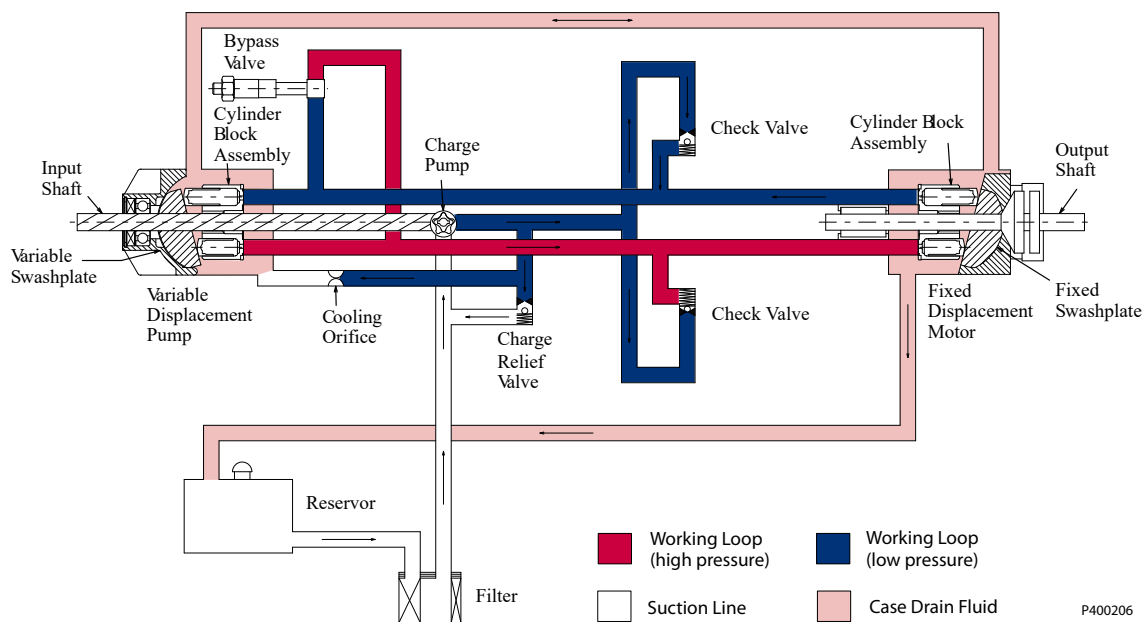 Bypass
Valve
Cylinder
Block
Assembly
Charge
Pump
Check Valve
Cylinder Block
Assembly
Output
Shaft
Input
Shaft
Variable
Swashplate
Variable
Displacement
Pump
Cooling
Orifice
Charge
Relief
Valve
Check Valve
Fixed
Displacement
Motor
Fixed
Swashplate
Reservor
Filter
Working Loop
(high pressure)
Working Loop
(low pressure)
Suction Line
Case Drain Fluid
P400206